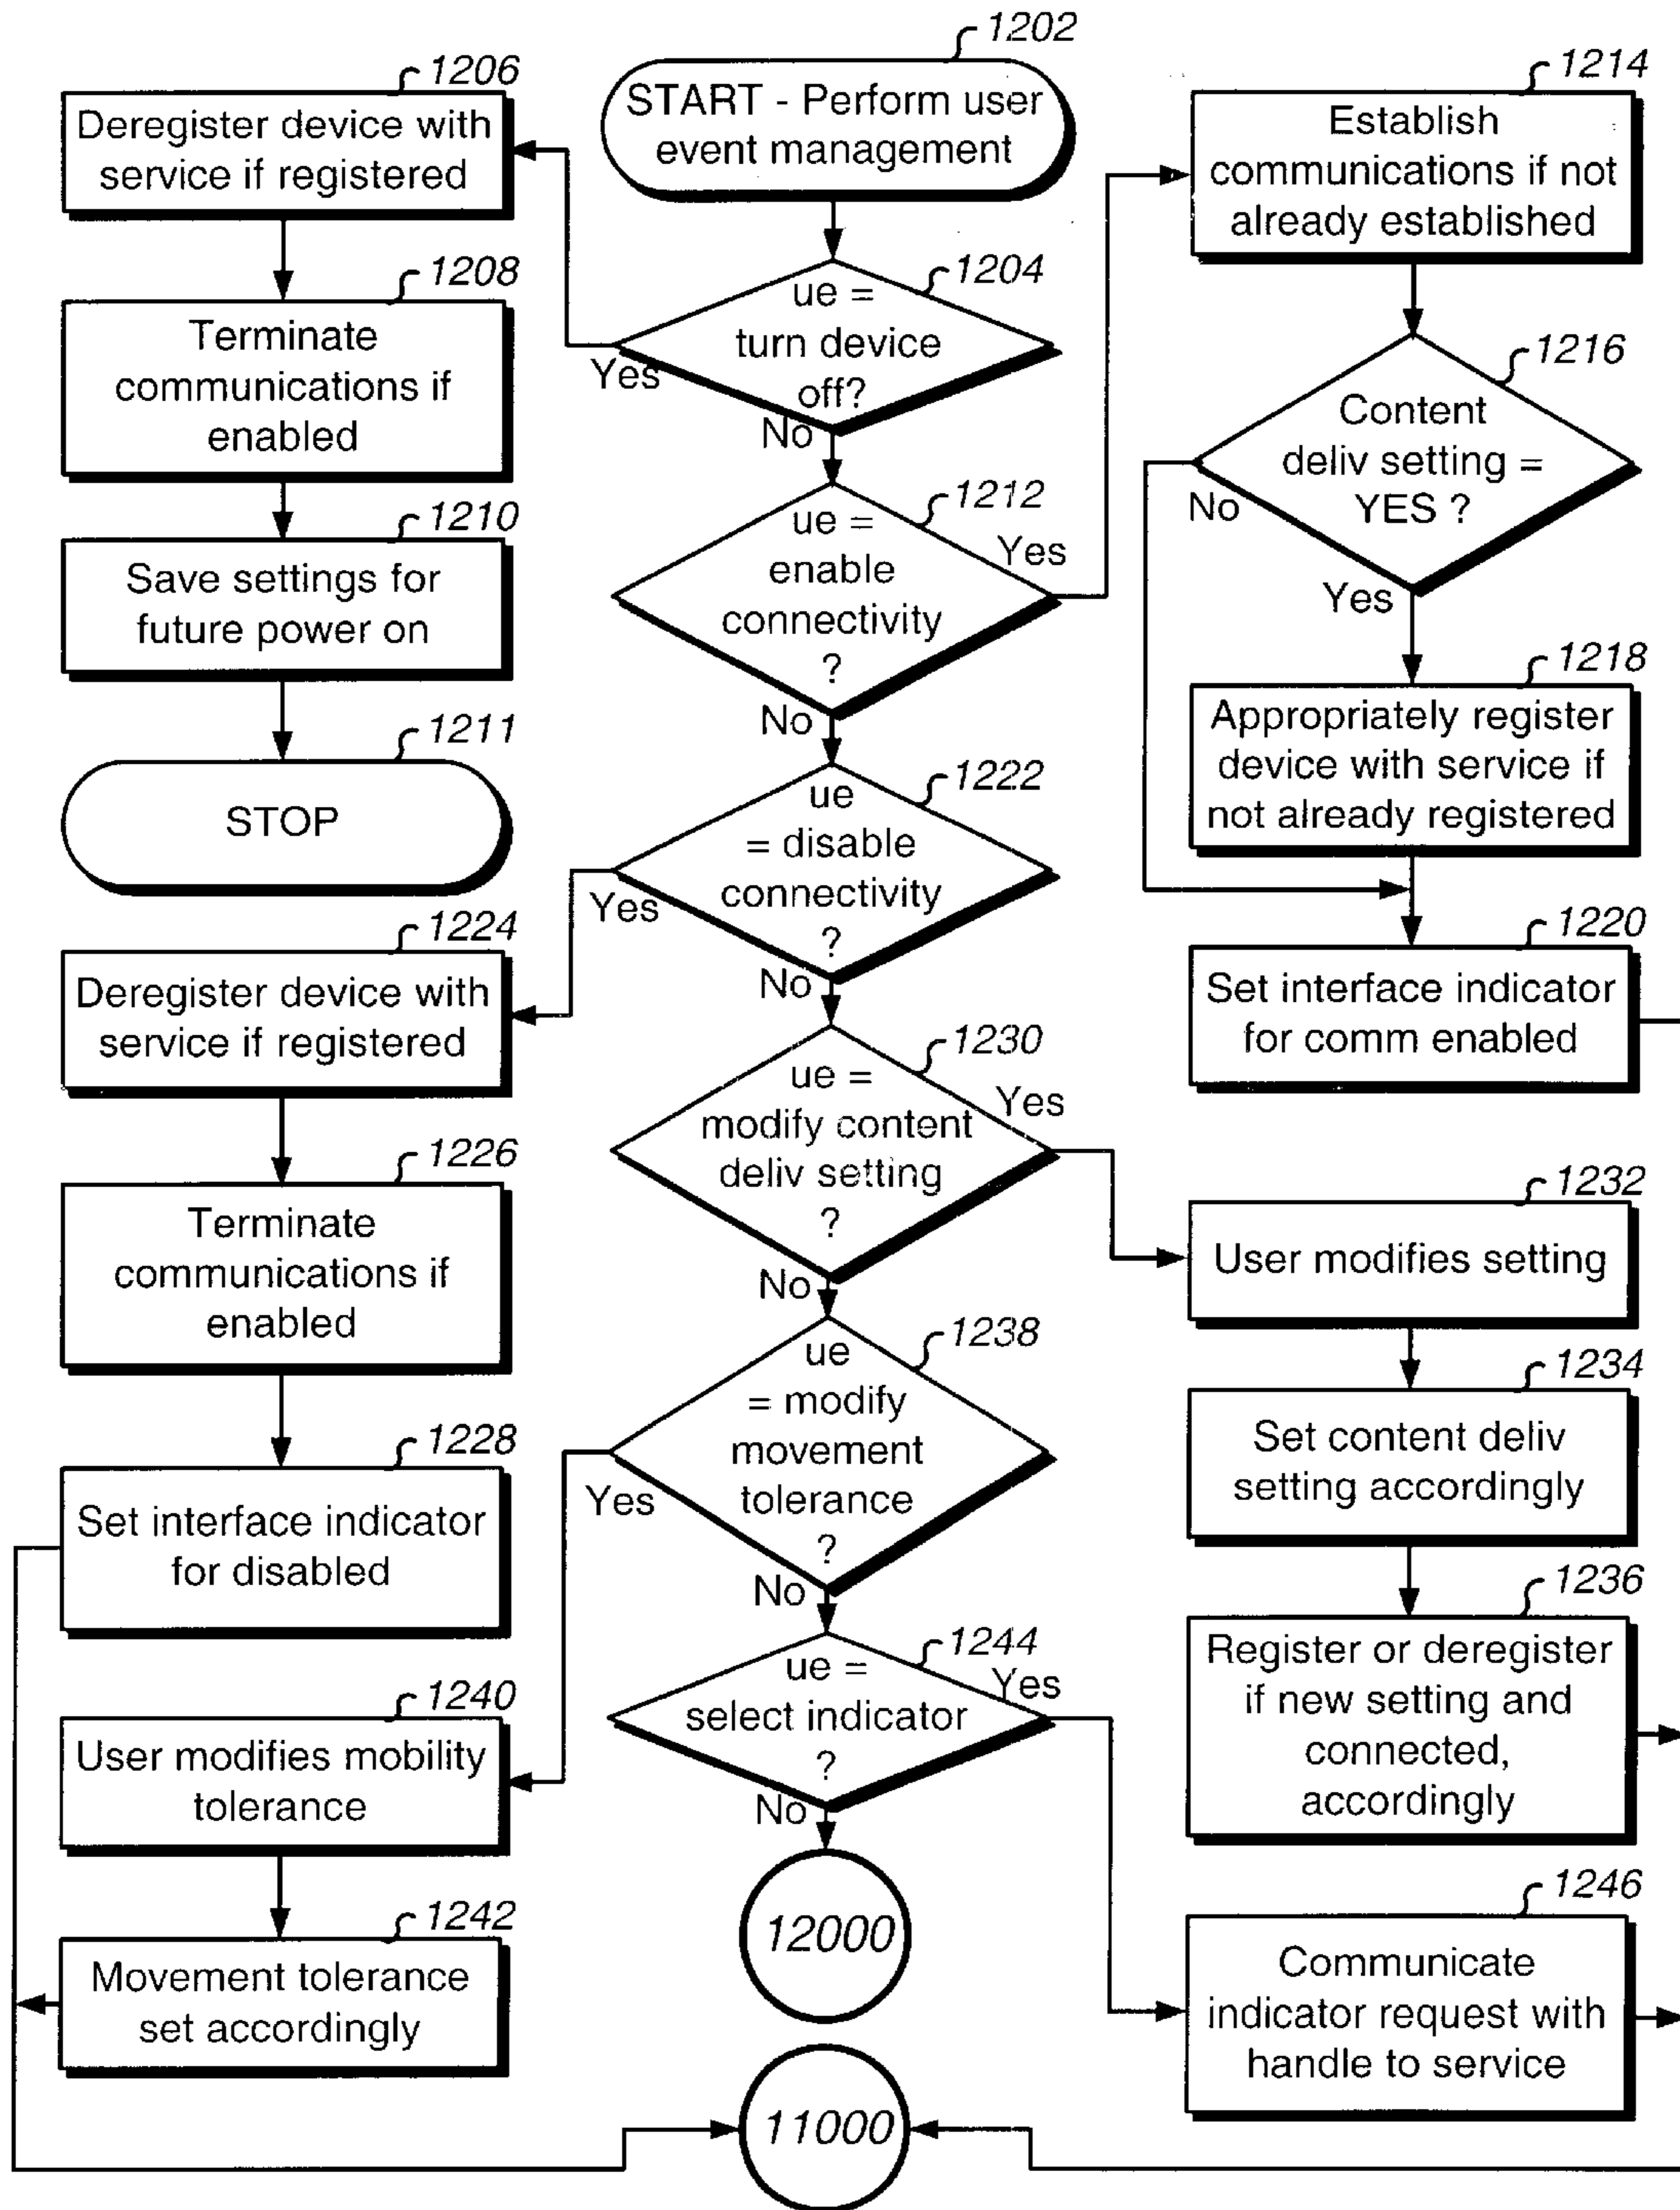 1202
START - Perform user
event management
1204
ue =
turn device
off?
Yes
No
1206
Deregister device with
service if registered
1208
Terminate
communications if
enabled
1210
Save settings for
future power on
1211
STOP
1212
ue =
enable
connectivity
?
Yes
No
1214
Establish
communications if not
already established
1216
Content
deliv setting =
YES ?
No
Yes
1218
Appropriately register
device with service if
not already registered
1220
Set interface indicator
for comm enabled
1222
ue
= disable
connectivity
?
Yes
No
1224
Deregister device with
service if registered
1226
Terminate
communications if
enabled
1228
Set interface indicator
for disabled
1230
ue =
modify content
deliv setting
?
Yes
No
1232
User modifies setting
1234
Set content deliv
setting accordingly
1236
Register or deregister
if new setting and
connected,
accordingly
1238
ue
= modify
movement
tolerance
?
Yes
No
1240
User modifies mobility
tolerance
1242
Movement tolerance
set accordingly
1244
ue =
select indicator
?
Yes
No
1246
Communicate
indicator request with
handle to service
12000
11000